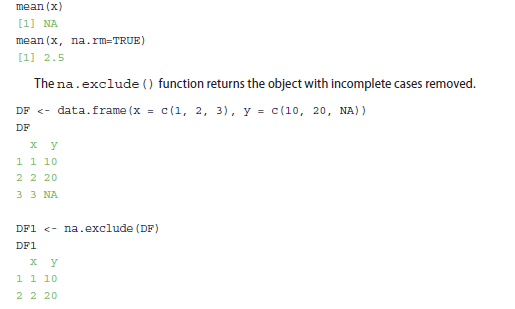 mean(x)
[1] NA
mean(x, na.rm=TRUE)
[1] 2.5
The na.exclude() function returns the object with incomplete cases removed.
DF <- data.frame(x = c(1, 2, 3), y = c(10, 20, NA))
DF
  x  y
1 1 10
2 2 20
3 3 NA
DF1 <- na.exclude(DF)
DF1
  x  y
1 1 10
2 2 20